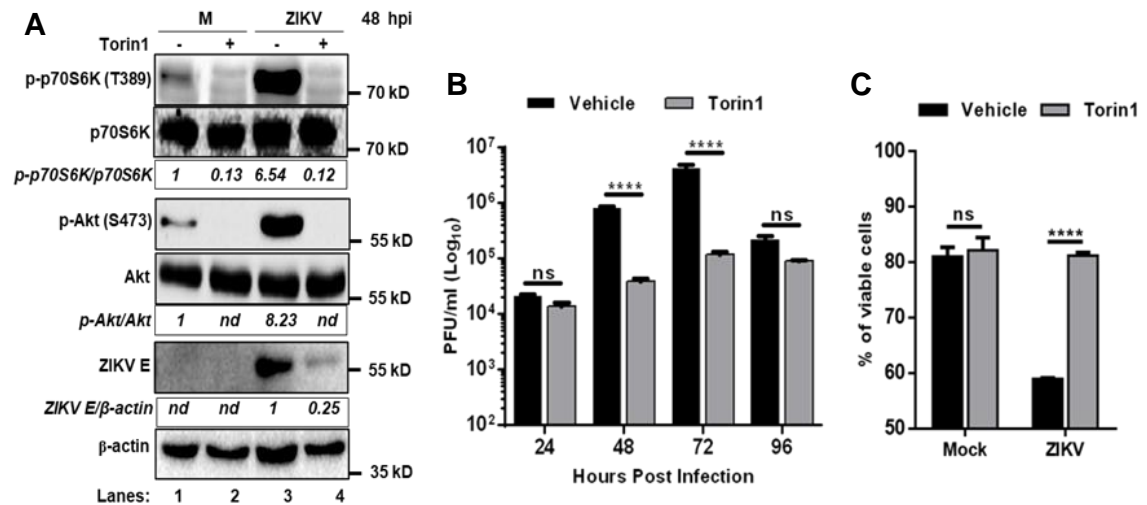 A
M ZIKV 48 hpi
Torin1 - + - +
p-p70S6K (T389) 70 kD
p70S6K 70 kD
p-p70S6K/p70S6K 1 0.13 6.54 0.12
p-Akt (S473) 55 kD
Akt 55 kD
p-Akt/Akt 1 nd 8.23 nd
ZIKV E 55 kD
ZIKV E/β-actin nd nd 1 0.25
β-actin 35 kD
Lanes: 1 2 3 4
B
Vehicle Torin1
PFU/ml (Log10)
10^7
10^6
10^5
10^4
10^3
10^2
ns **** **** ns
24 48 72 96
Hours Post Infection
C
Vehicle Torin1
% of viable cells
100
90
80
70
60
50
ns ****
Mock ZIKV